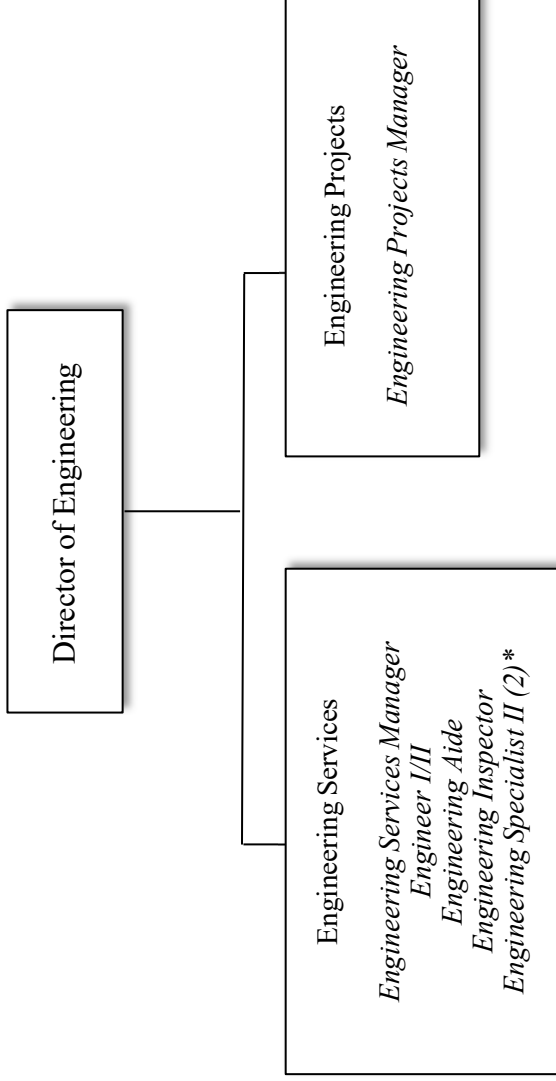 Director of Engineering
Engineering Services
Engineering Services Manager
Engineer I/II
Engineering Aide
Engineering Inspector
Engineering Specialist II (2)*
Engineering Projects
Engineering Projects Manager